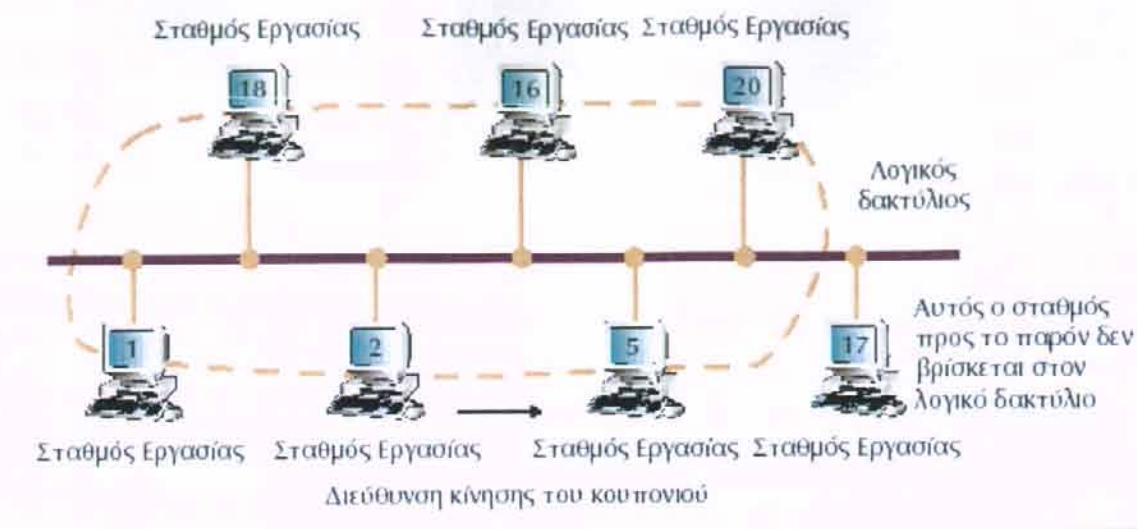 Σταθμός Εργασίας Σταθμός Εργασίας Σταθμός Εργασίας
18 16 20
Λογικός
δακτύλιος
1 2 5 17
Αυτός ο σταθμός
προς το παρόν δεν
βρίσκεται στον
λογικό δακτύλιο
Σταθμός Εργασίας Σταθμός Εργασίας Σταθμός Εργασίας Σταθμός Εργασίας
Διεύθυνση κίνησης του κουπονιού